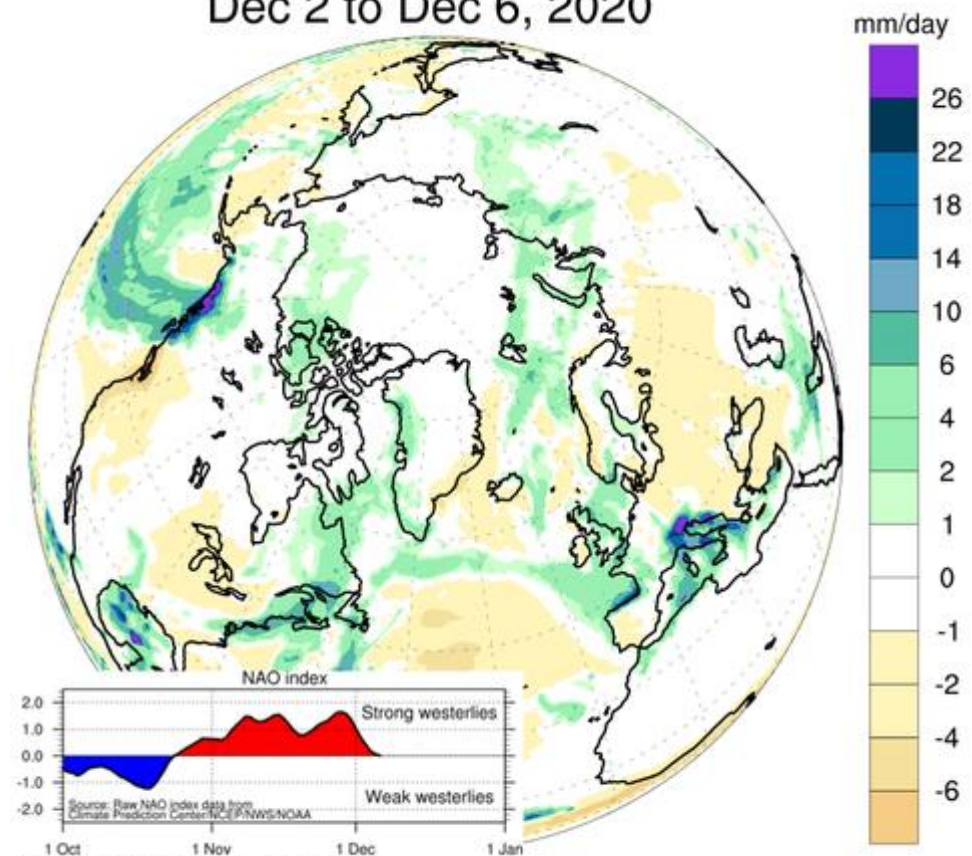 Dec 2 to Dec 6, 2020
mm/day
26
22
18
14
10
6
4
2
1
0
-1
-2
-4
-6
NAO index
2.0
1.0
0.0
-1.0
-2.0
Strong westerlies
Weak westerlies
Source: Raw NAO index data from
Climate Prediction Center/NCEP/NWS/NOAA
1 Oct
1 Nov
1 Dec
1 Jan